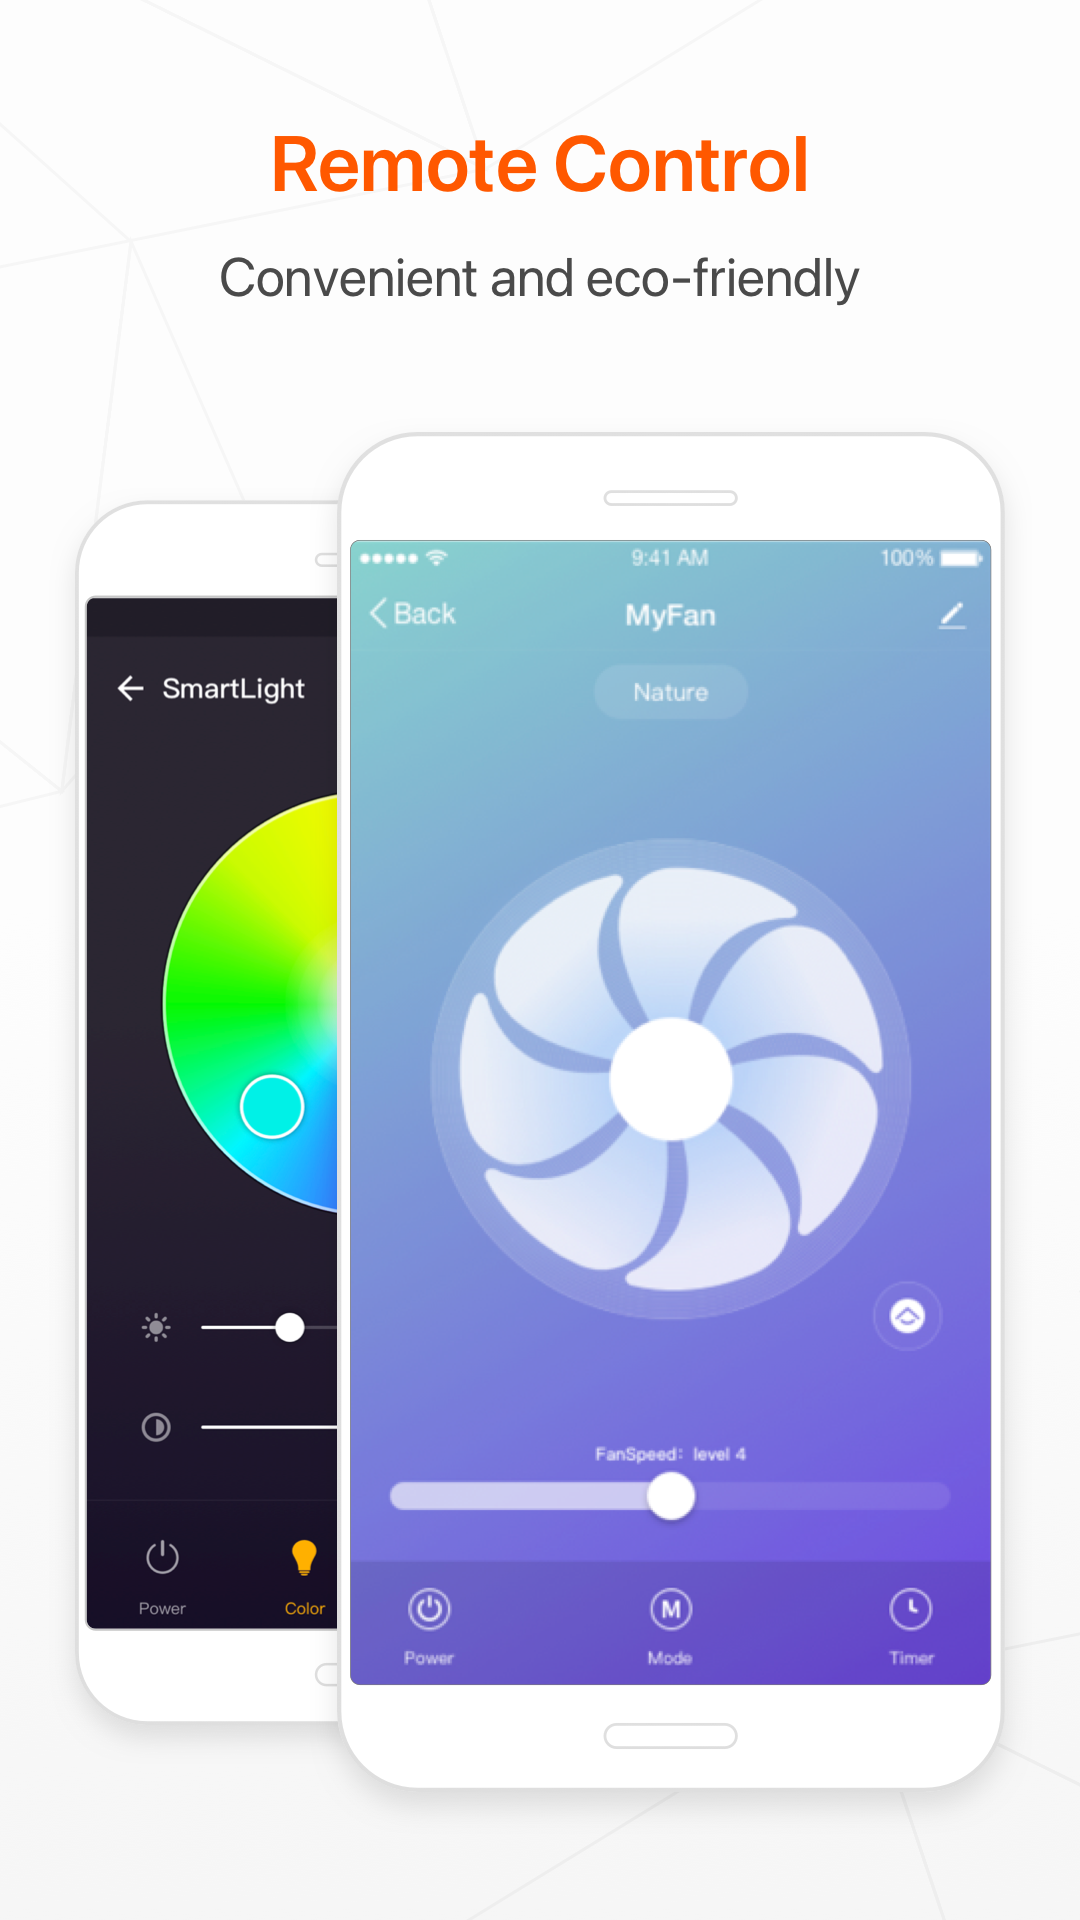 Remote Control
Convenient and eco-friendly
9:41 AM
100%
Back
MyFan
Nature
SmartLight
FanSpeed: level 4
Power
M
Mode
Timer
Power
Color